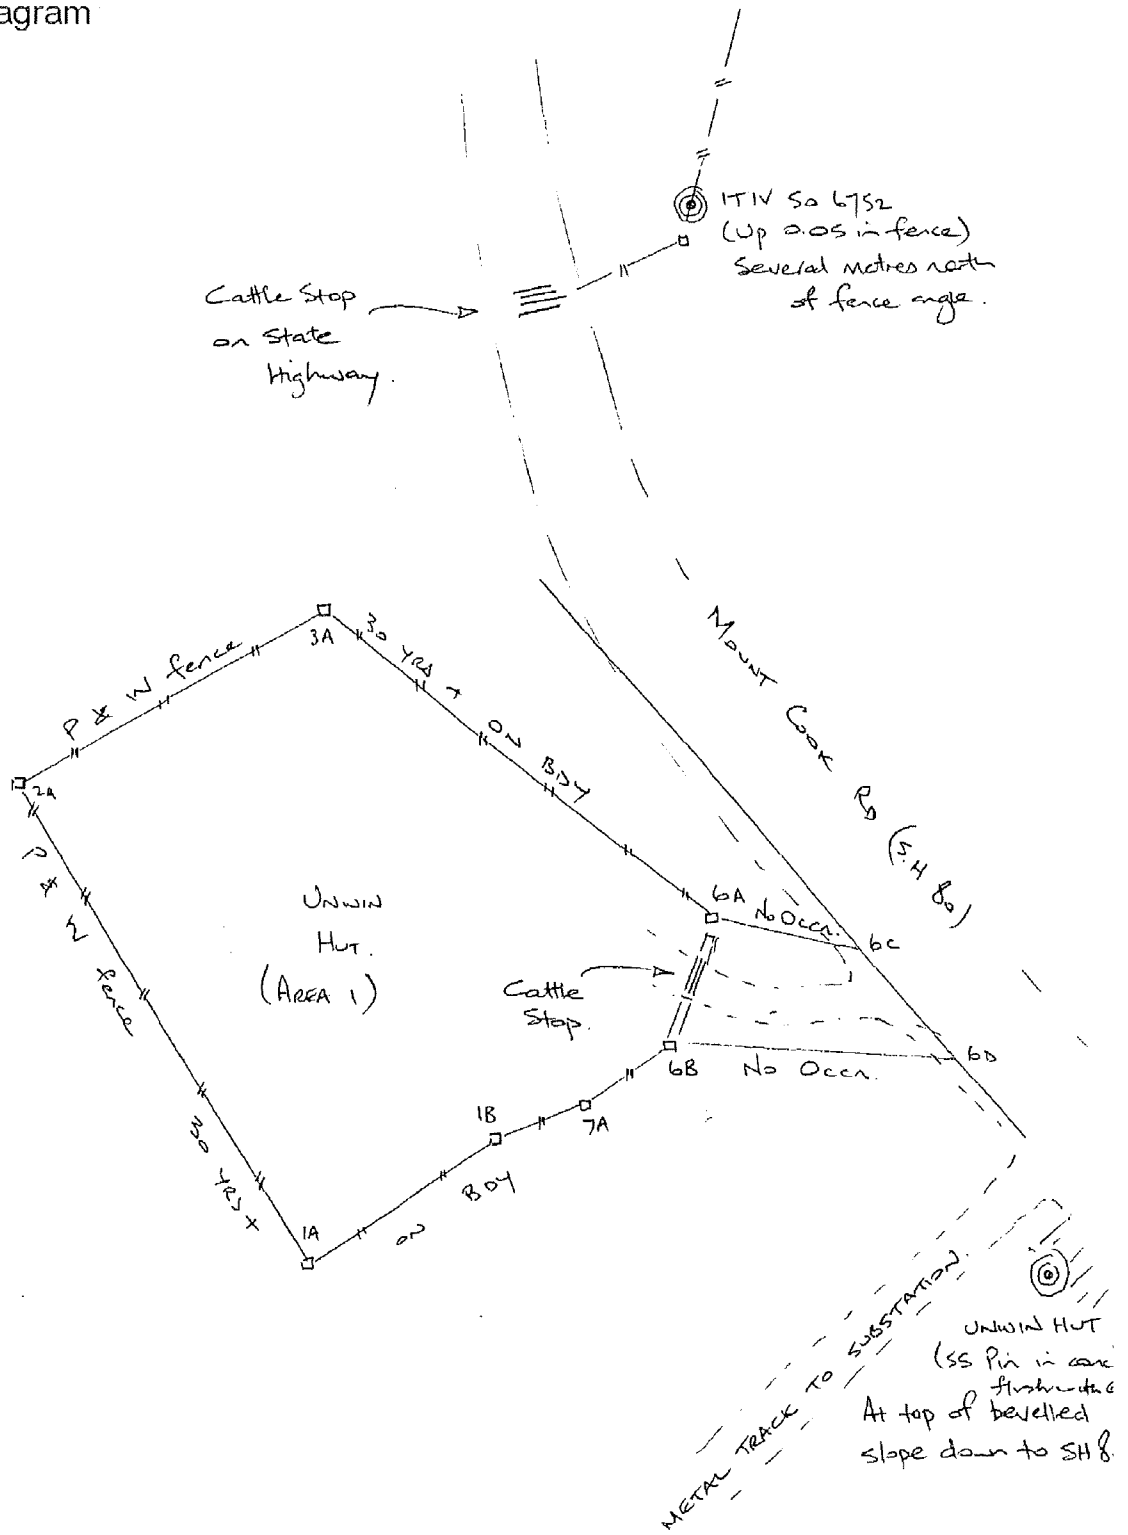 agram
ITIV SO 6752
(Up 0.05 in fence)
Several metres north
of fence angle.
Cattle Stop
on State
Highway.
MOUNT COOK RD (S.H 80)
3A
P & W fence
30 YRS + ON BDY
2A
P & W fence 30 YRS +
UNWIN
HUT.
(AREA 1)
6A
No Occn.
6C
Cattle
Stop.
6B
No Occn.
6D
1B
7A
1A
ON BDY
METAL TRACK TO SUBSTATION.
UNWIN HUT
(SS Pin in conc
flush with
At top of bevelled
slope down to SH 8